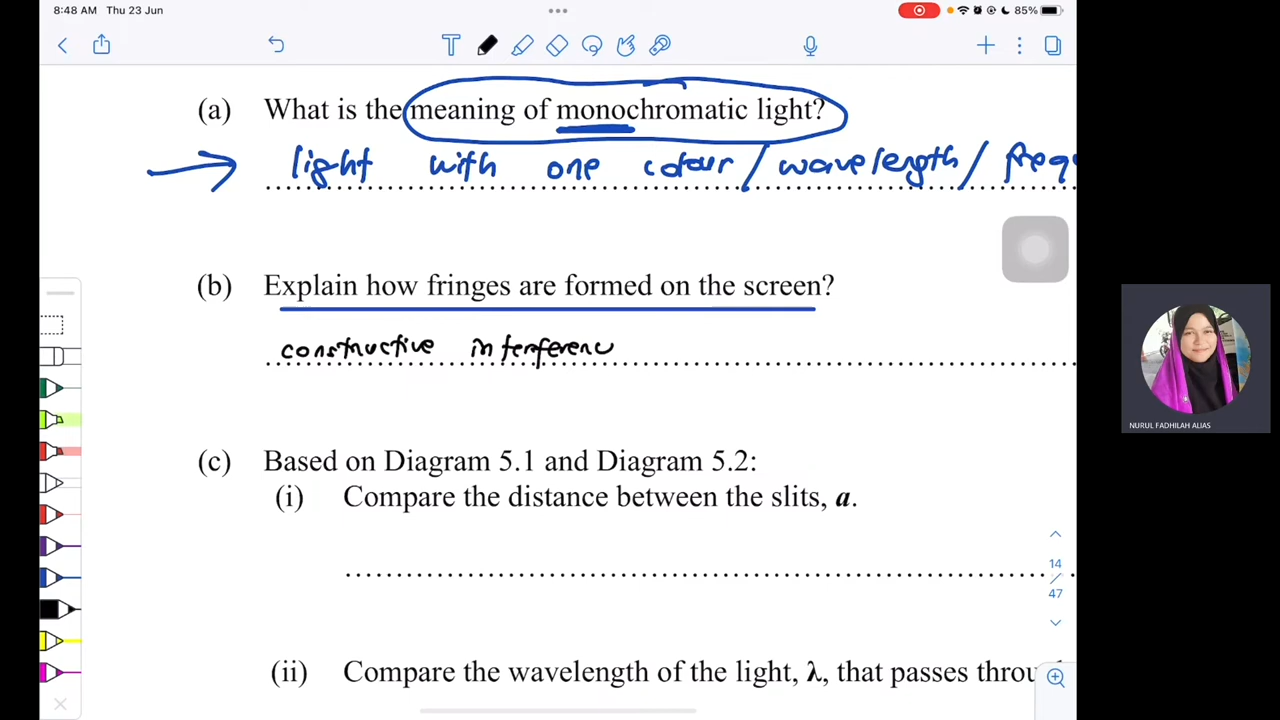 8:48 AM Thu 23 Jun
85%
(a) What is the meaning of monochromatic light?
light with one colour / wavelength / freq
(b) Explain how fringes are formed on the screen?
constructive interferenc
(c) Based on Diagram 5.1 and Diagram 5.2:
(i) Compare the distance between the slits, a.
14
/
47
(ii) Compare the wavelength of the light, λ, that passes throu
NURUL FADHILAH ALIAS